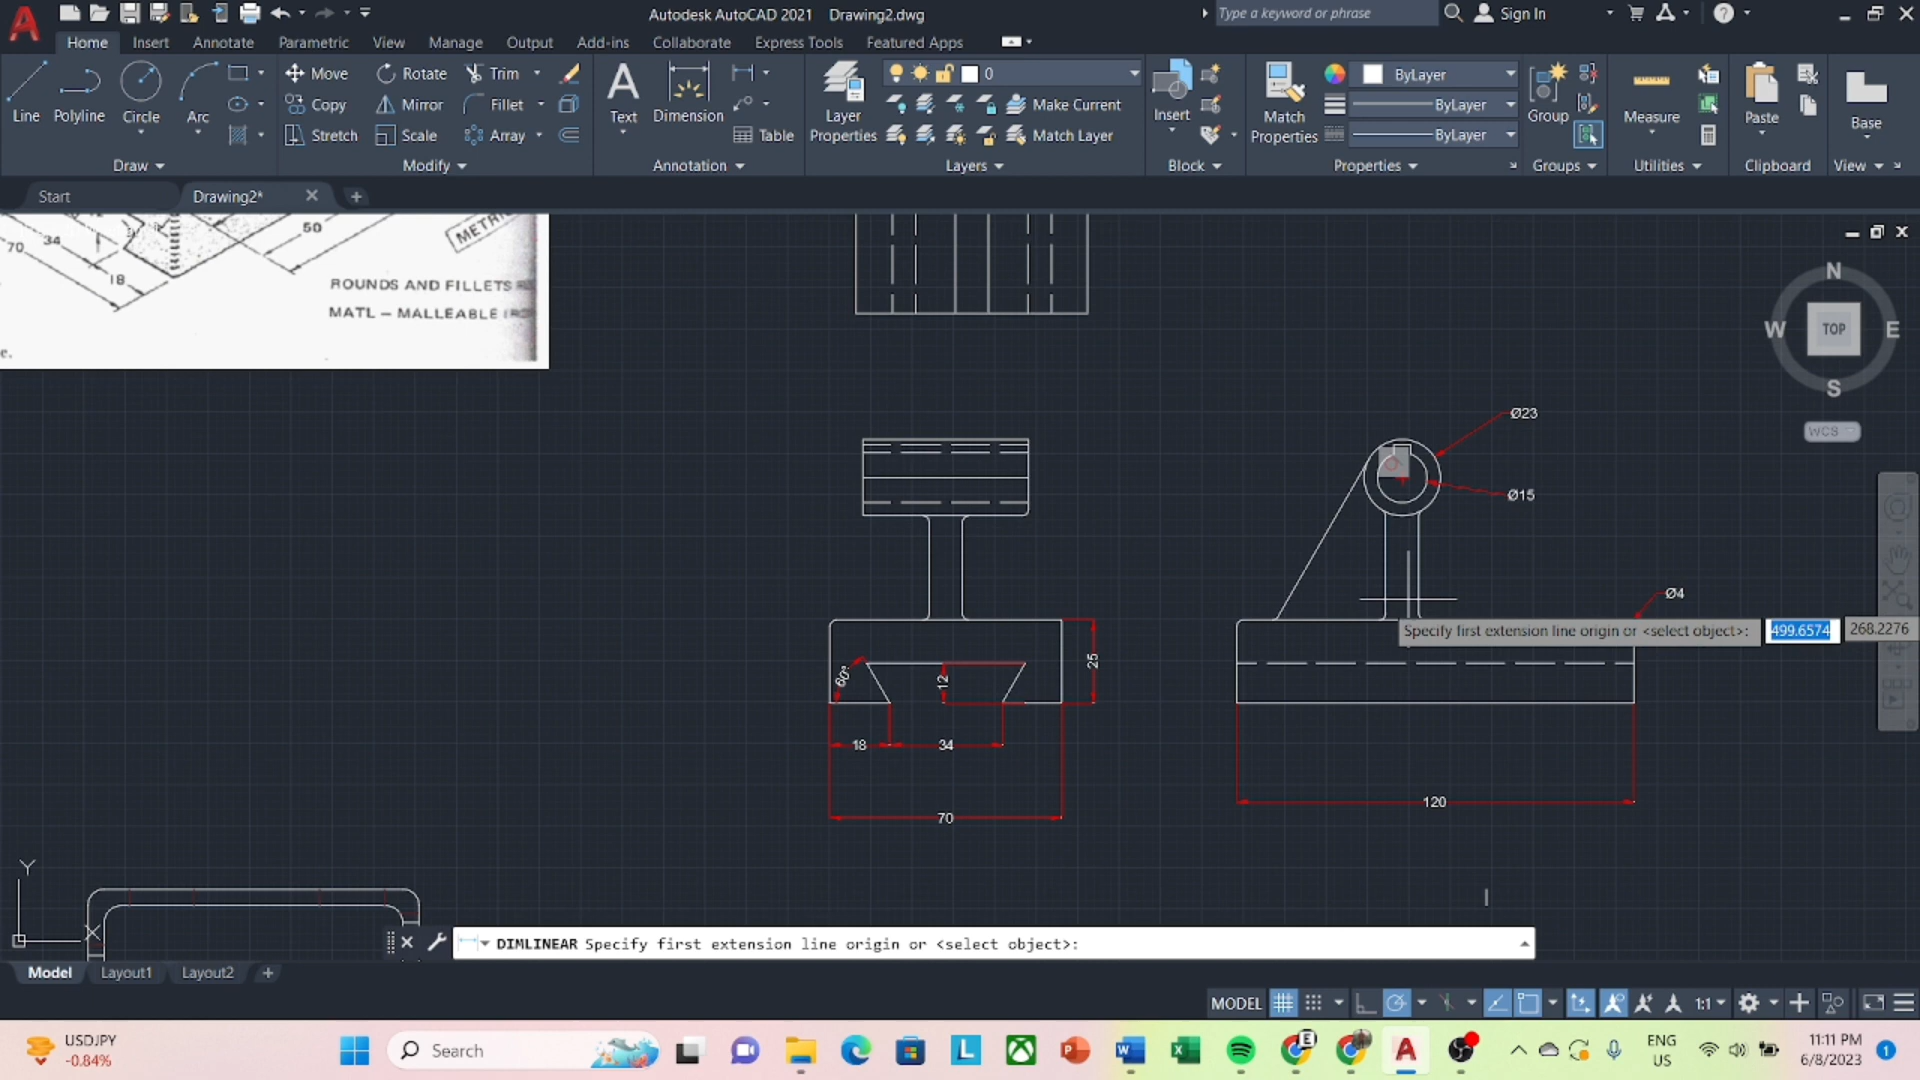 Autodesk AutoCAD 2021 Drawing2.dwg
Type a keyword or phrase
Sign In
Home Insert Annotate Parametric View Manage Output Add-ins Collaborate Express Tools Featured Apps
Line Polyline Circle Arc
Move Rotate Trim
Copy Mirror Fillet
Stretch Scale Array
Text Dimension Table
Layer Properties
0
Make Current
Match Layer
Insert
Match Properties
ByLayer
ByLayer
ByLayer
Group
Measure
Paste
Base
Draw Modify Annotation Layers Block Properties Groups Utilities Clipboard View
Start Drawing2*
70 34 50
18
ROUNDS AND FILLETS
MATL – MALLEABLE
e.
N
W TOP E
S
WCS
Ø23
Ø15
Ø4
Specify first extension line origin or <select object>: 499.6574 268.2276
60°
12
25
18 34
70
120
Y
X
DIMLINEAR Specify first extension line origin or <select object>:
Model Layout1 Layout2
MODEL 1:1
USDJPY
-0.84%
Search
ENG
US
11:11 PM
6/8/2023
1